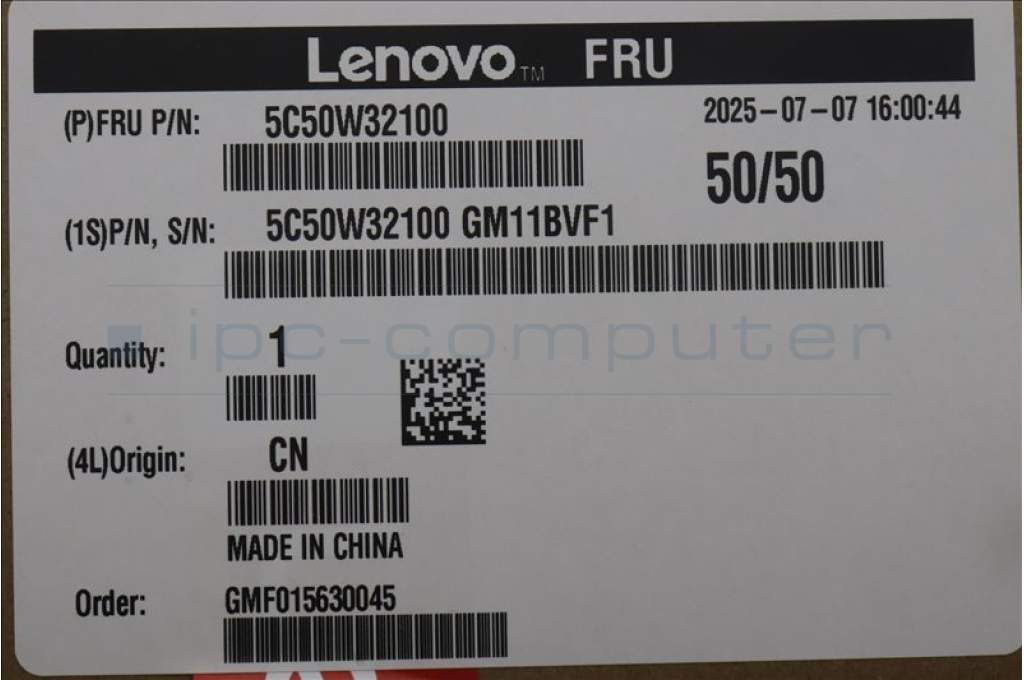 Lenovo™ FRU
(P)FRU P/N: 5C50W32100
2025-07-07 16:00:44
50/50
(1S)P/N, S/N: 5C50W32100 GM11BVF1
ipc-computer
Quantity: 1
(4L)Origin: CN
MADE IN CHINA
Order: GMF015630045